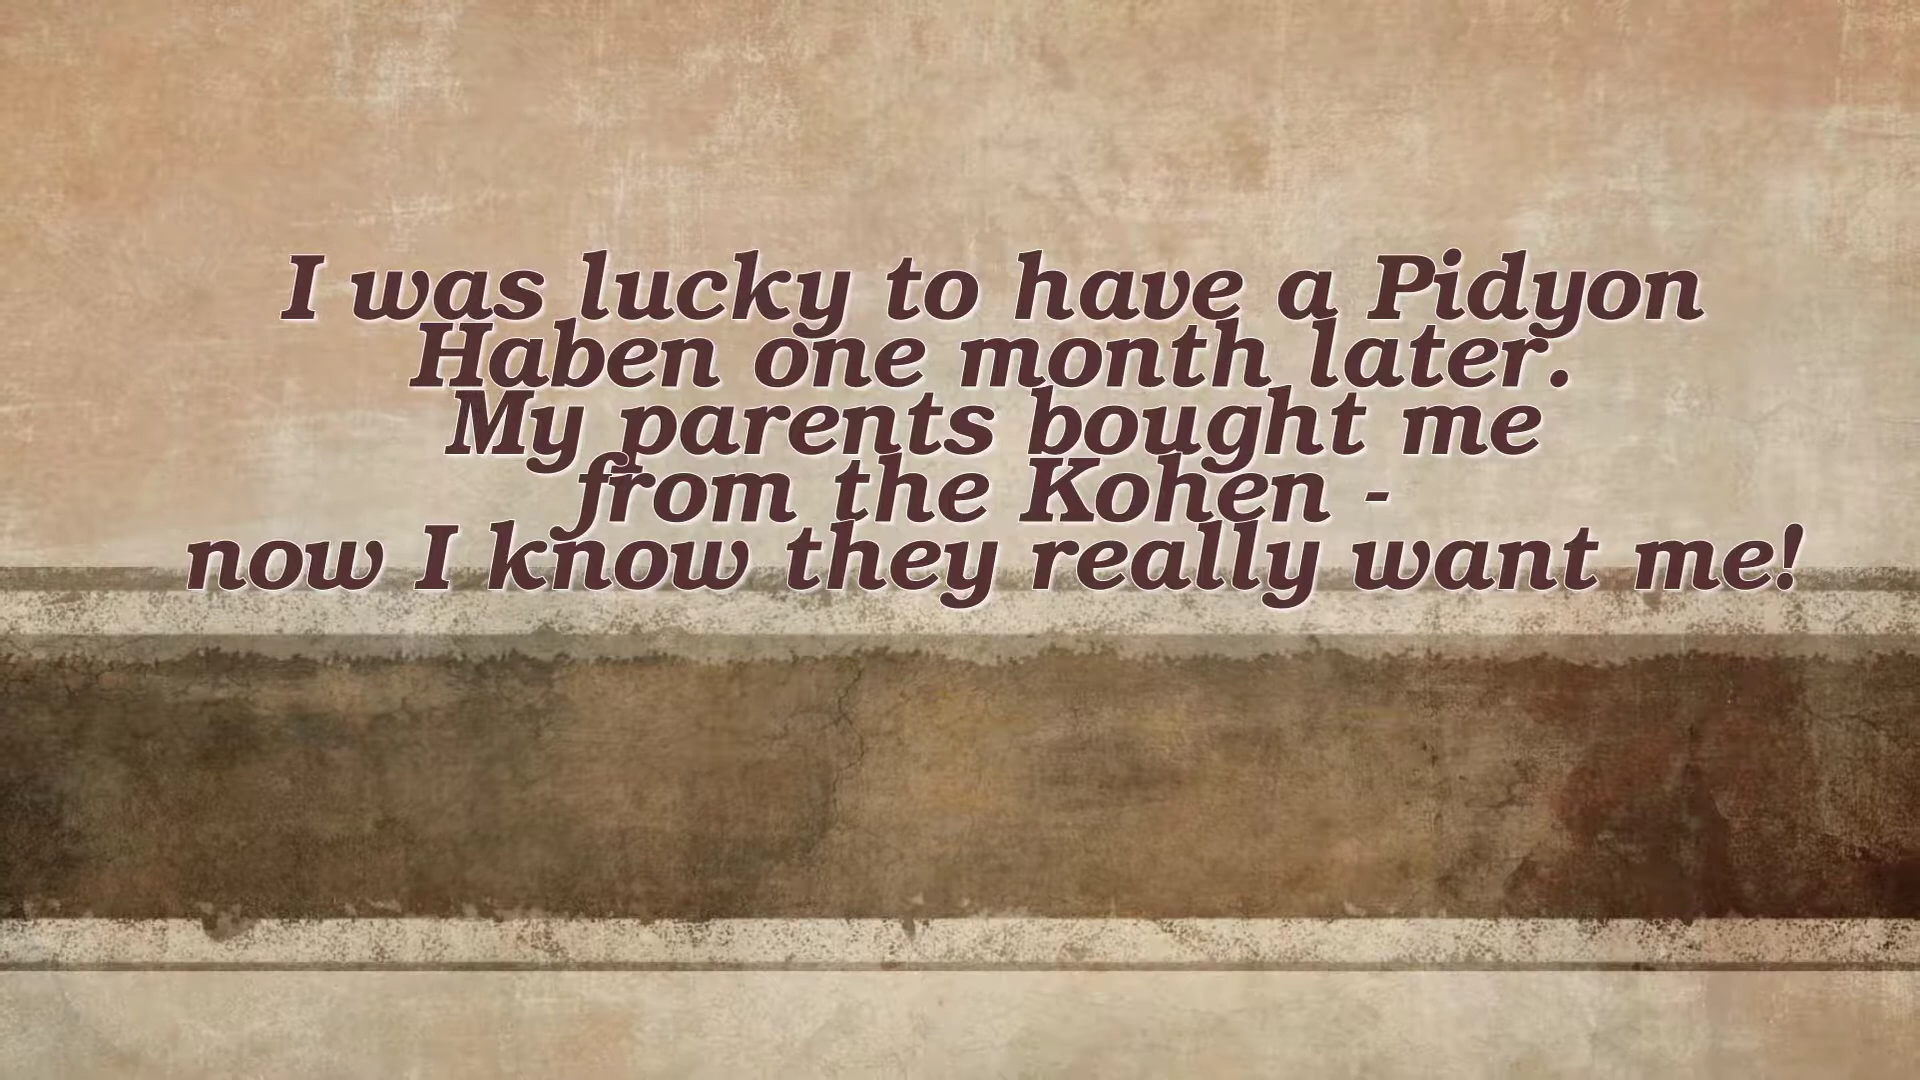 I was lucky to have a Pidyon
Haben one month later.
My parents bought me
from the Kohen -
now I know they really want me!